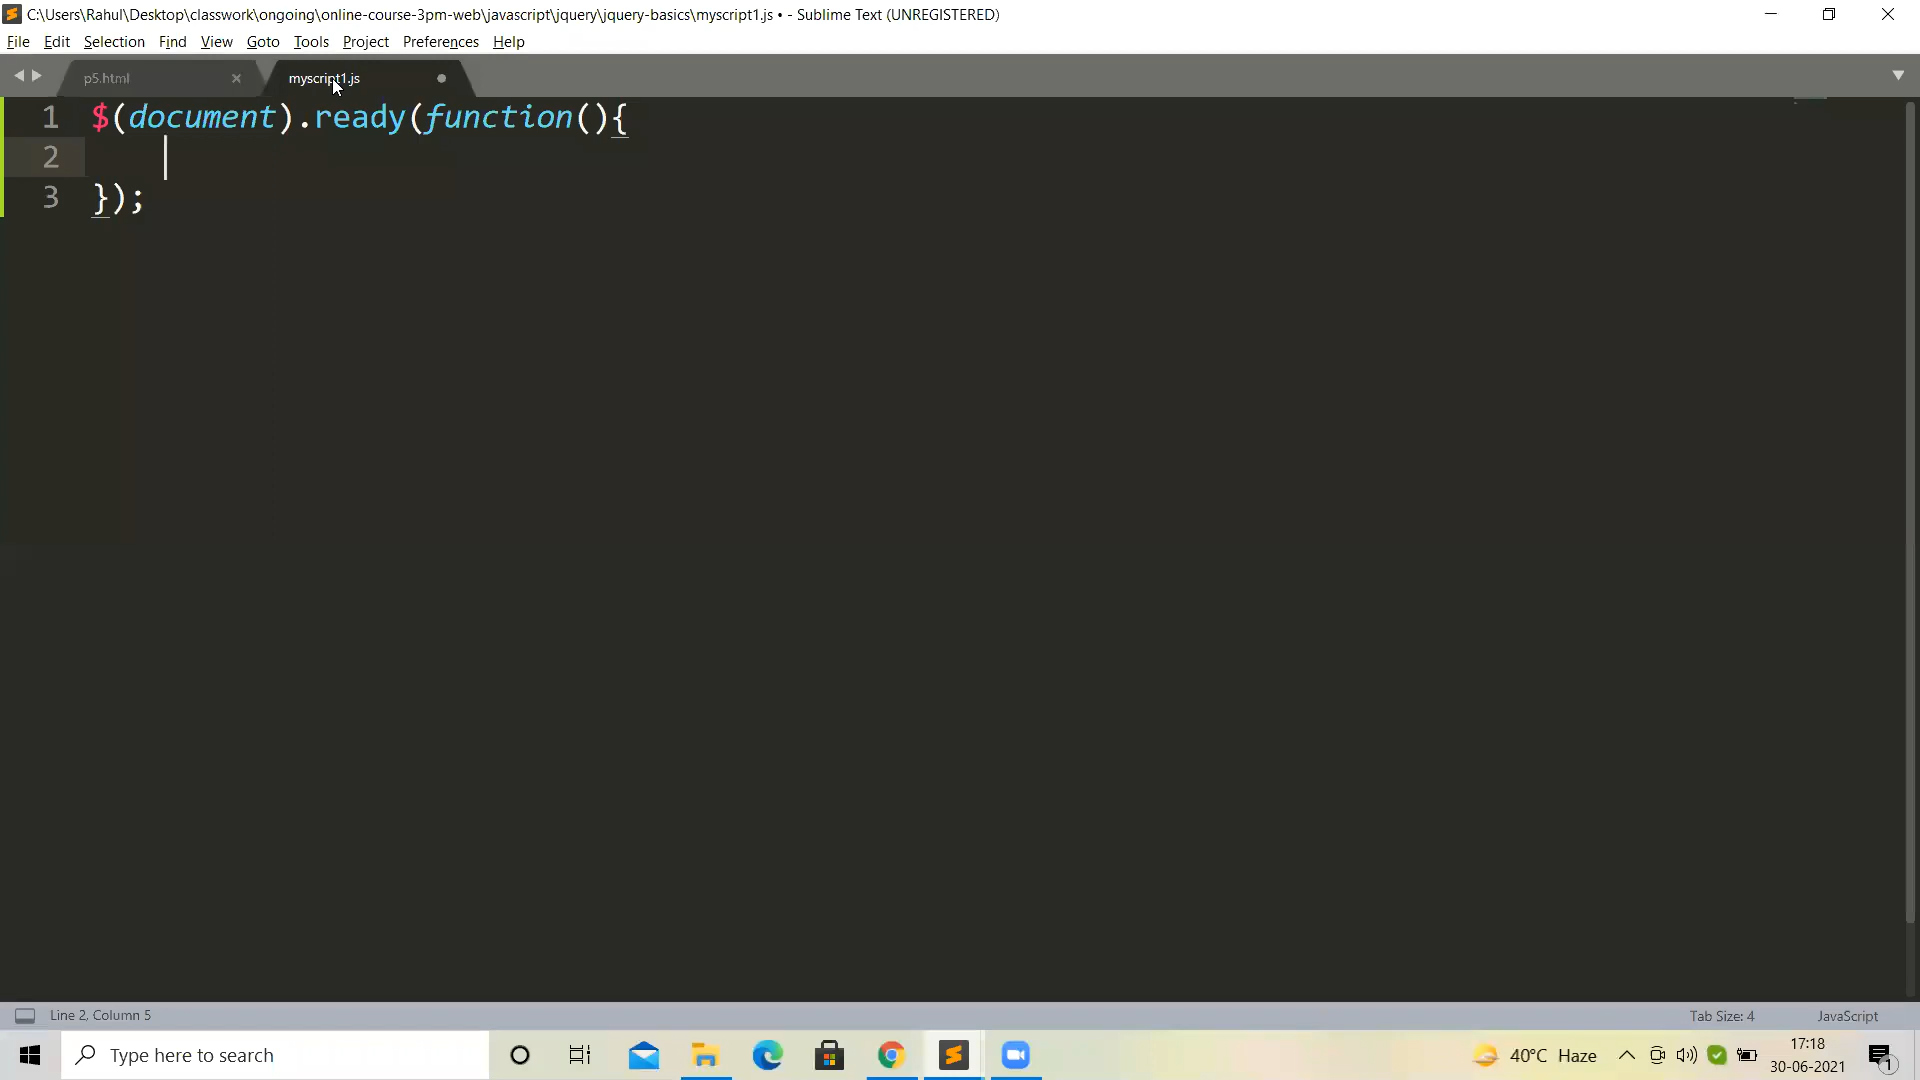 C:\Users\Rahul\Desktop\classwork\ongoing\online-course-3pm-web\javascript\jquery\jquery-basics\myscript1.js • - Sublime Text (UNREGISTERED)
File Edit Selection Find View Goto Tools Project Preferences Help
p5.html myscript1.js
1 $(document).ready(function(){
2
3 });
Line 2, Column 5 Tab Size: 4 JavaScript
Type here to search 40°C Haze 17:18
30-06-2021 1